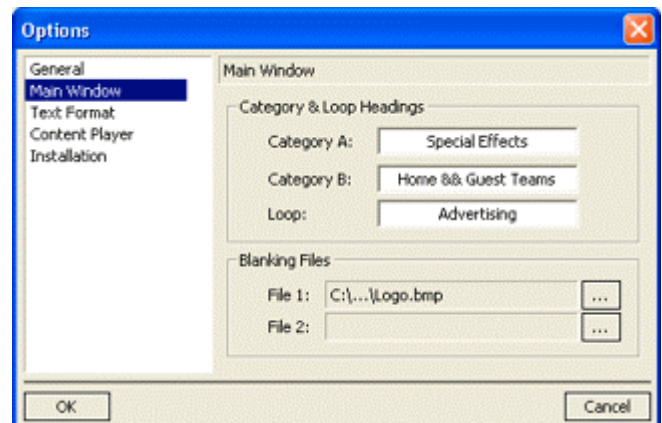 Options
General
Main Window
Text Format
Content Player
Installation
Main Window
Category & Loop Headings
Category A: Special Effects
Category B: Home && Guest Teams
Loop: Advertising
Blanking Files
File 1: C:\...\Logo.bmp ...
File 2: ...
OK Cancel